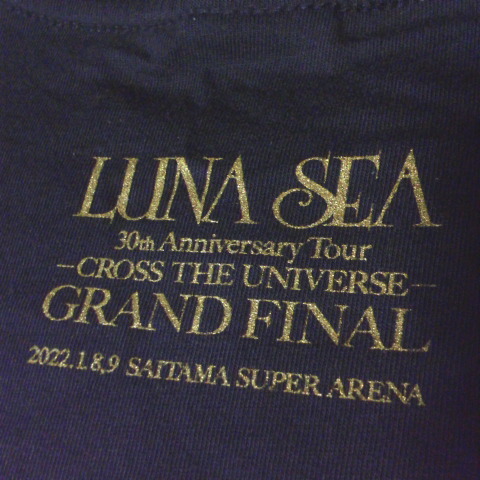 LUNA SEA
30th Anniversary Tour
-CROSS THE UNIVERSE-
GRAND FINAL
2022.1.8,9 SAITAMA SUPER ARENA